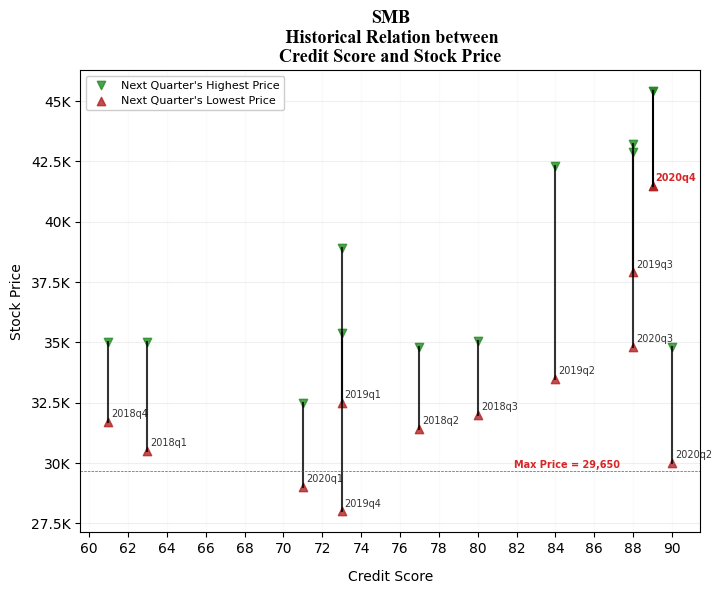 SMB
Historical Relation between
Credit Score and Stock Price
Next Quarter's Highest Price
Next Quarter's Lowest Price
Stock Price
45K
42.5K
40K
37.5K
35K
32.5K
30K
27.5K
2020q4
2019q3
2020q3
2019q2
2019q1
2018q4
2018q3
2018q2
2018q1
2020q2
Max Price = 29,650
2020q1
2019q4
60 62 64 66 68 70 72 74 76 78 80 82 84 86 88 90
Credit Score